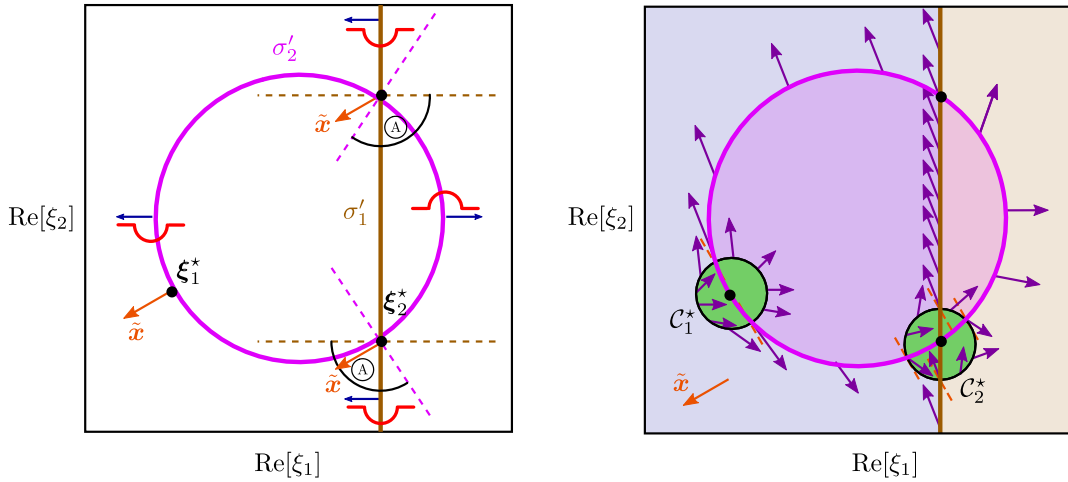 σ′₂
x̃
Ⓐ
Re[ξ₂]
σ′₁
ξ₁*
ξ₂*
x̃
x̃
Ⓐ
Re[ξ₁]
Re[ξ₂]
C₁*
x̃
C₂*
Re[ξ₁]